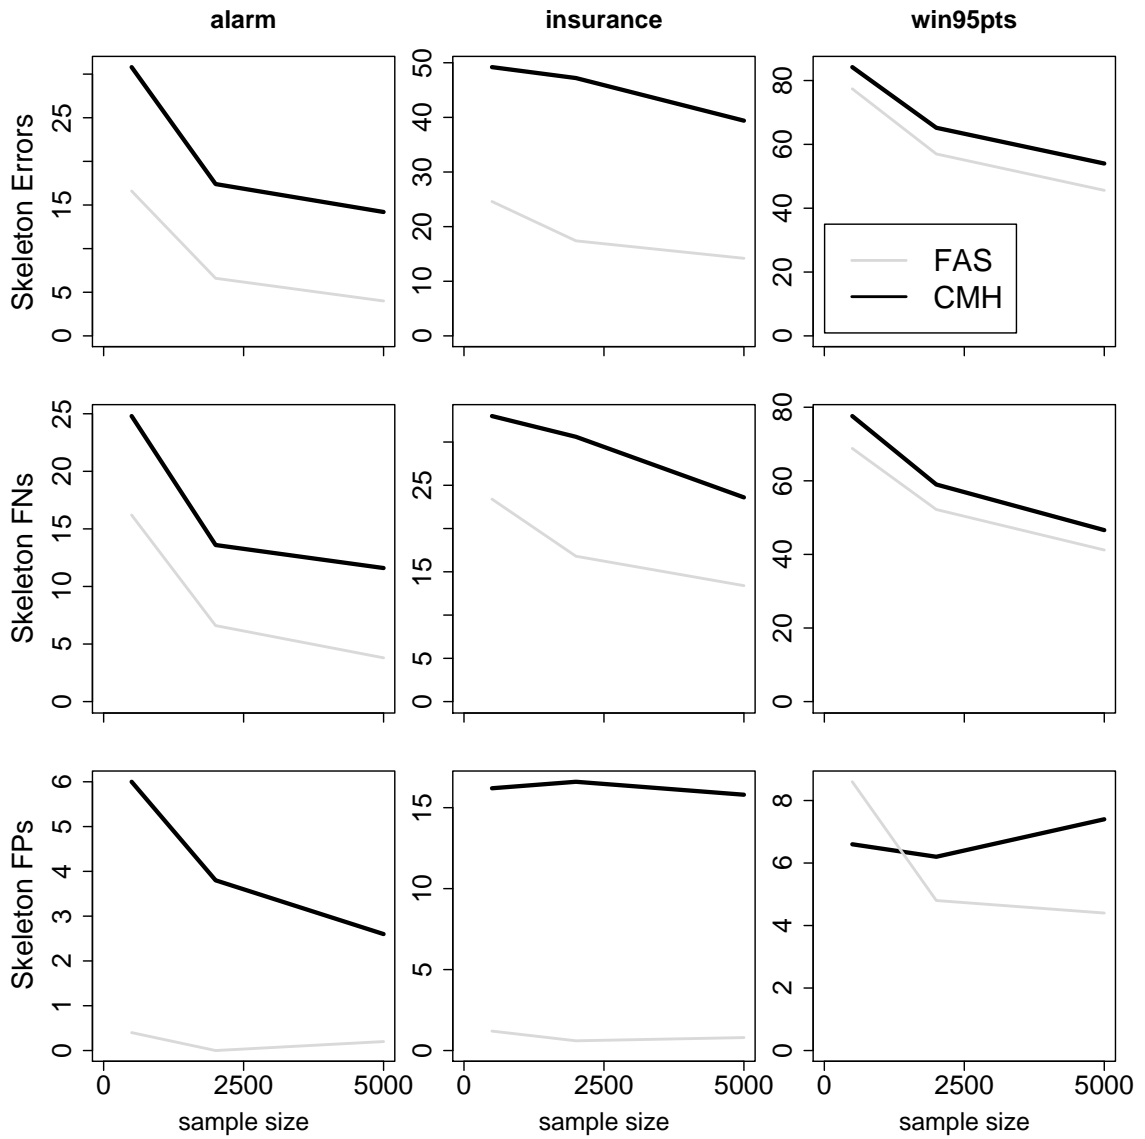 alarm insurance win95pts
Skeleton Errors
0 5 15 25
0 10 20 30 40 50
0 20 40 60 80
FAS
CMH
Skeleton FNs
0 5 10 15 20 25
0 5 15 25
0 20 40 60 80
Skeleton FPs
0 1 2 3 4 5 6
0 5 10 15
0 2 4 6 8
0 2500 5000 0 2500 5000 0 2500 5000
sample size sample size sample size